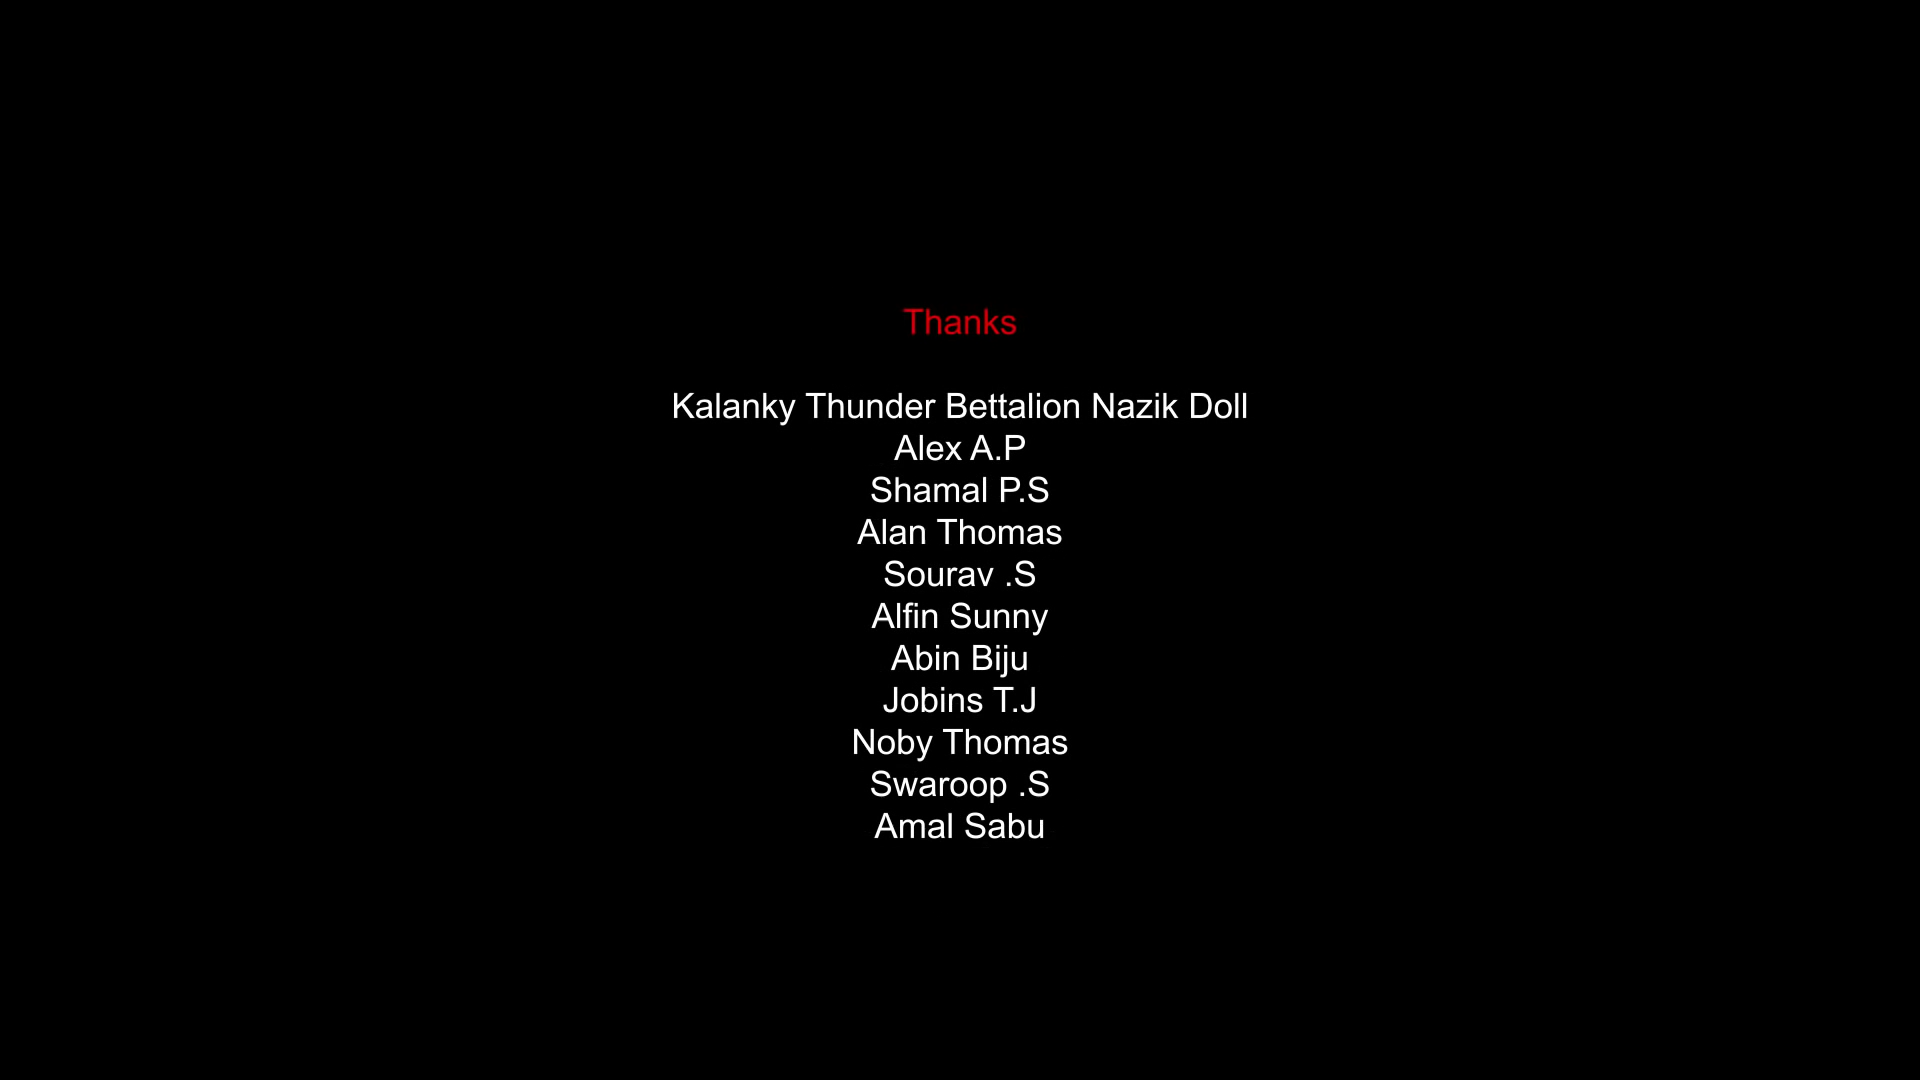 Thanks
Kalanky Thunder Bettalion Nazik Doll
Alex A.P
Shamal P.S
Alan Thomas
Sourav .S
Alfin Sunny
Abin Biju
Jobins T.J
Noby Thomas
Swaroop .S
Amal Sabu